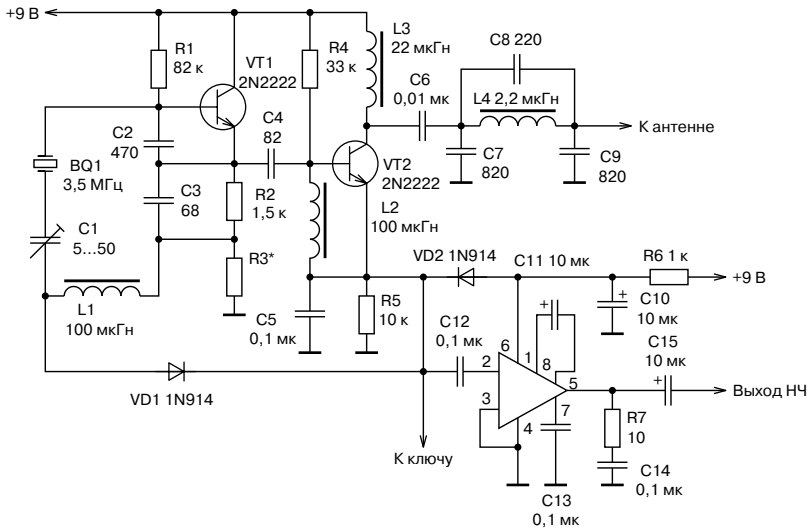 +9 В
R1
82 к
VT1
2N2222
R4
33 к
L3
22 мкГн
C8 220
C6
0,01 мк
L4 2,2 мкГн
К антенне
C2
470
C4
82
BQ1
3,5 МГц
VT2
2N2222
C7
820
C9
820
C3
68
R2
1,5 к
L2
100 мкГн
C1
5...50
R3*
VD2 1N914
C11 10 мк
R6 1 к
+9 В
L1
100 мкГн
C5
0,1 мк
R5
10 к
C12
0,1 мк
+
+
C10
10 мк
6
1
8
C15
10 мк
VD1 1N914
2
5
+
Выход НЧ
3
7
4
R7
10
К ключу
C14
0,1 мк
C13
0,1 мк